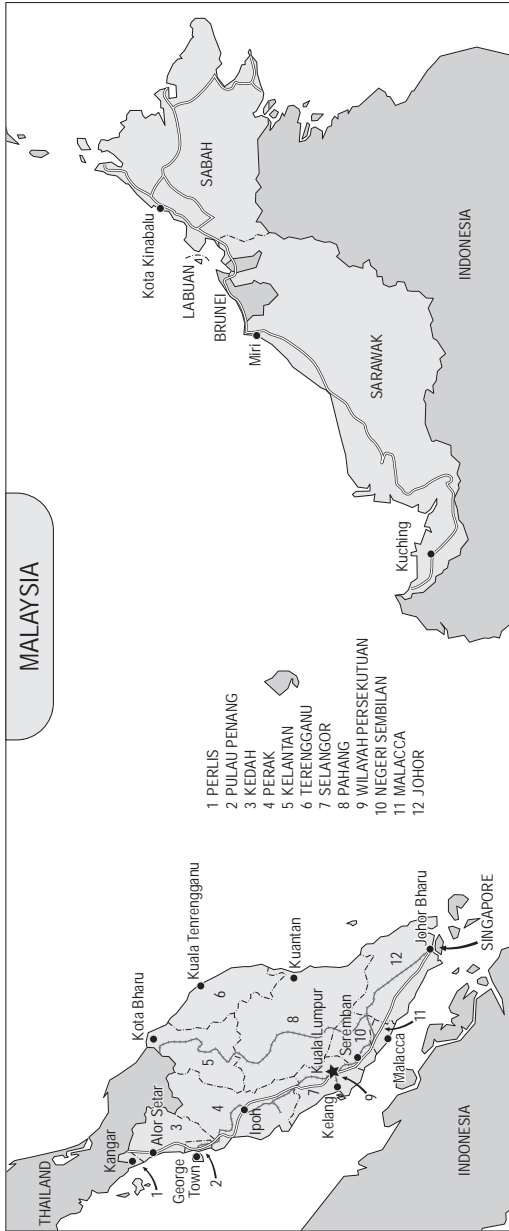 MALAYSIA
THAILAND
Kangar
Alor Setar
George
Town
Kota Bharu
Kuala Tenrengganu
Ipoh
Kuantan
Kuala Lumpur
Kelang
Seremban
Malacca
Johor Bharu
SINGAPORE
INDONESIA
1
2
3
4
5
6
7
8
9
10
11
12
1 PERLIS
2 PULAU PENANG
3 KEDAH
4 PERAK
5 KELANTAN
6 TERENGGANU
7 SELANGOR
8 PAHANG
9 WILAYAH PERSEKUTUAN
10 NEGERI SEMBILAN
11 MALACCA
12 JOHOR
Kota Kinabalu
LABUAN
BRUNEI
Miri
SABAH
SARAWAK
Kuching
INDONESIA